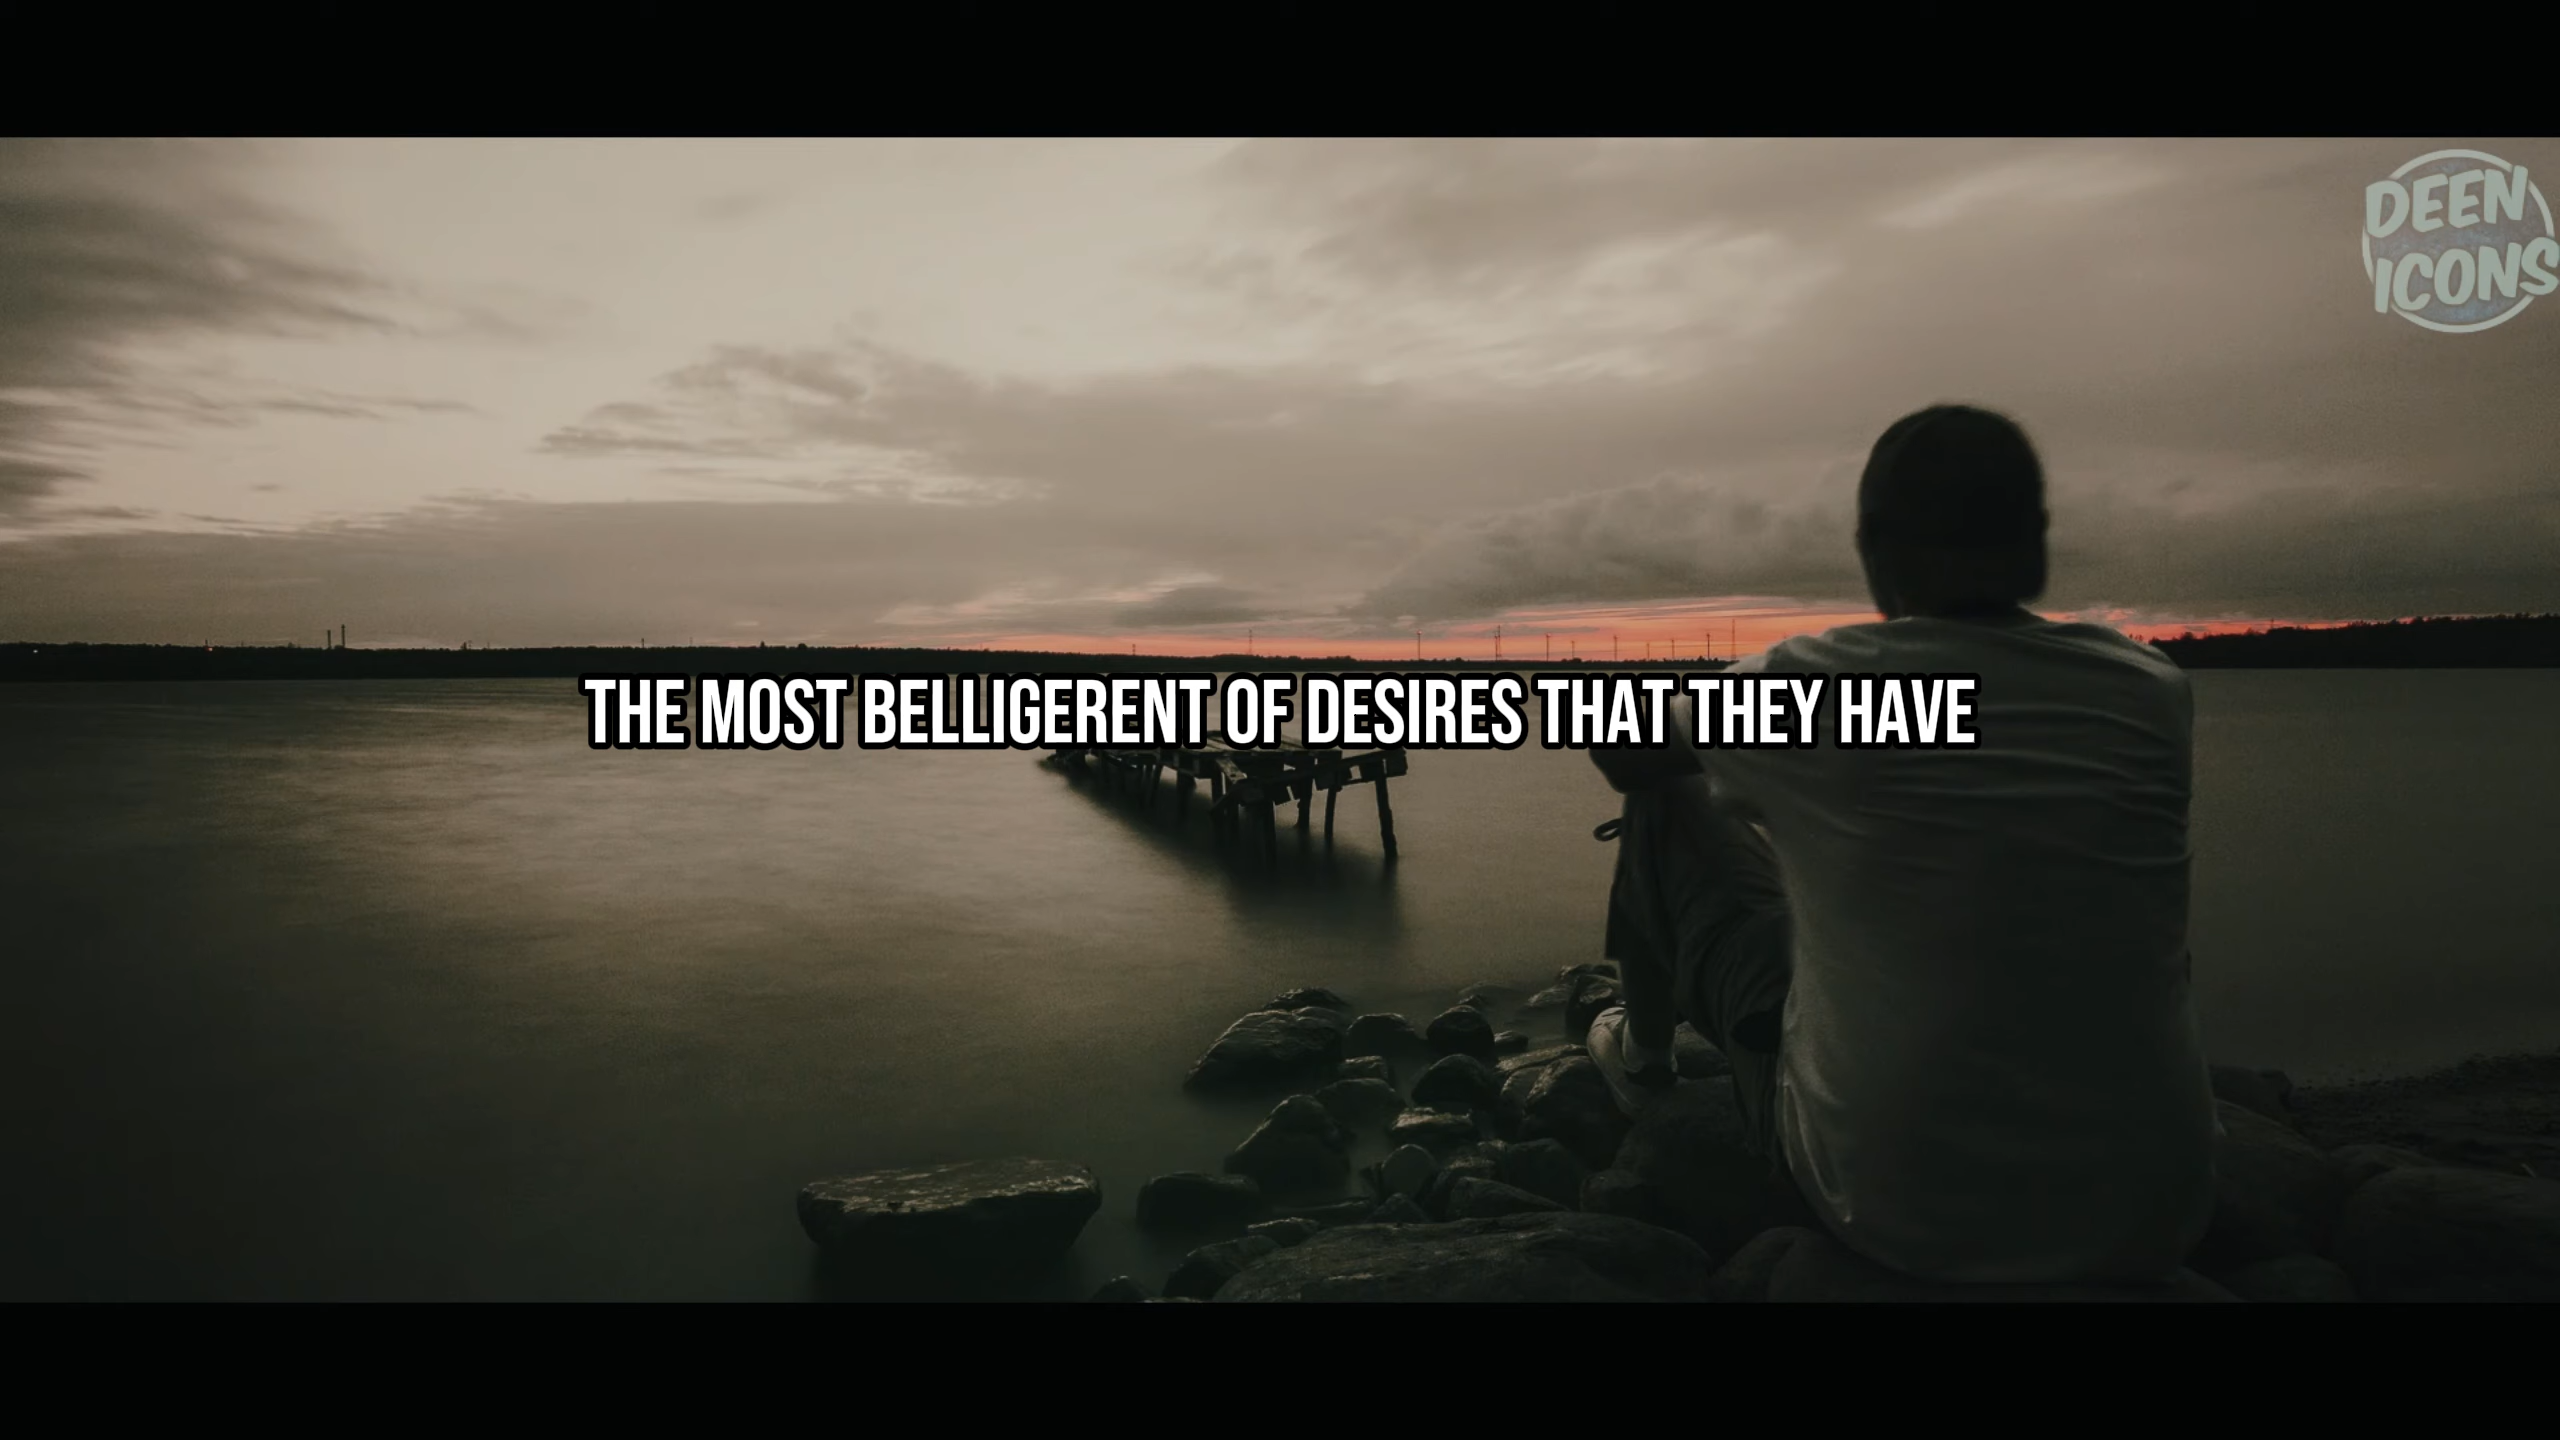 DEEN
ICONS
THE MOST BELLIGERENT OF DESIRES THAT THEY HAVE